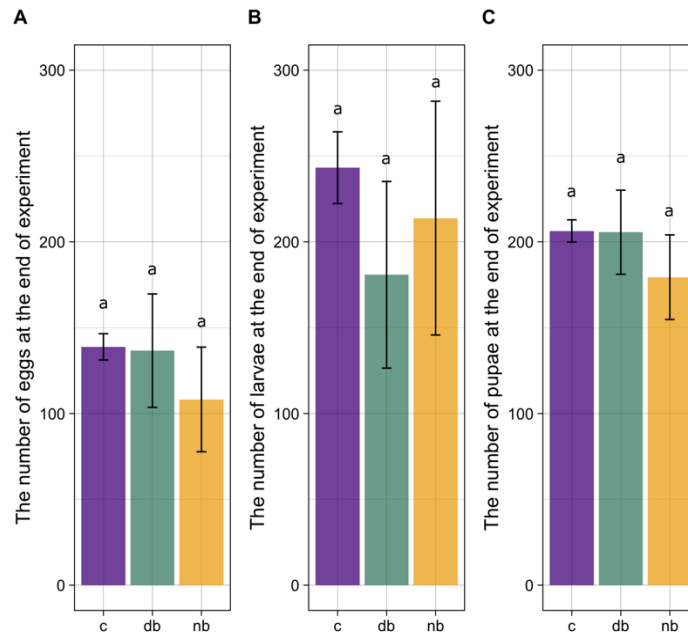 A
The number of eggs at the end of experiment
300
200
100
0
a
a
a
c
db
nb
B
The number of larvae at the end of experiment
300
200
100
0
a
a
a
c
db
nb
C
The number of pupae at the end of experiment
300
200
100
0
a
a
a
c
db
nb